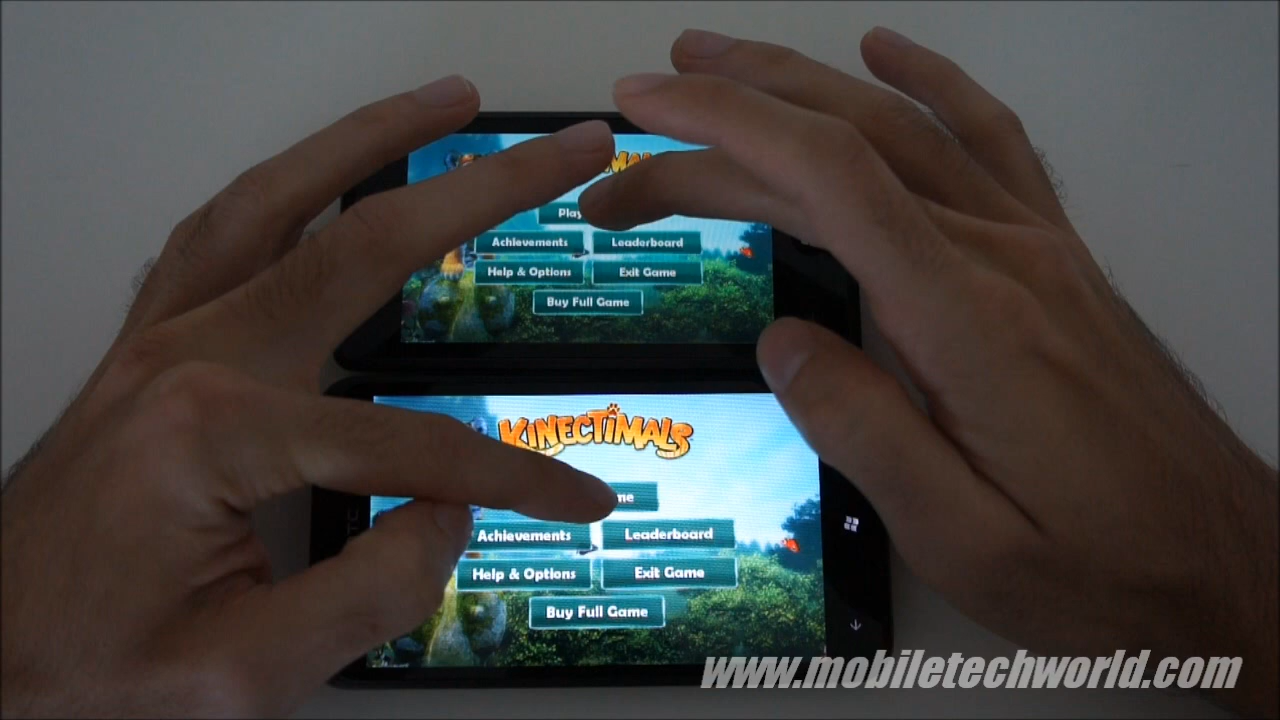 Play
Achievements
Leaderboard
Help & Options
Exit Game
Buy Full Game
KINECTIMALS
Achievements
Leaderboard
Help & Options
Exit Game
Buy Full Game
www.mobiletechworld.com